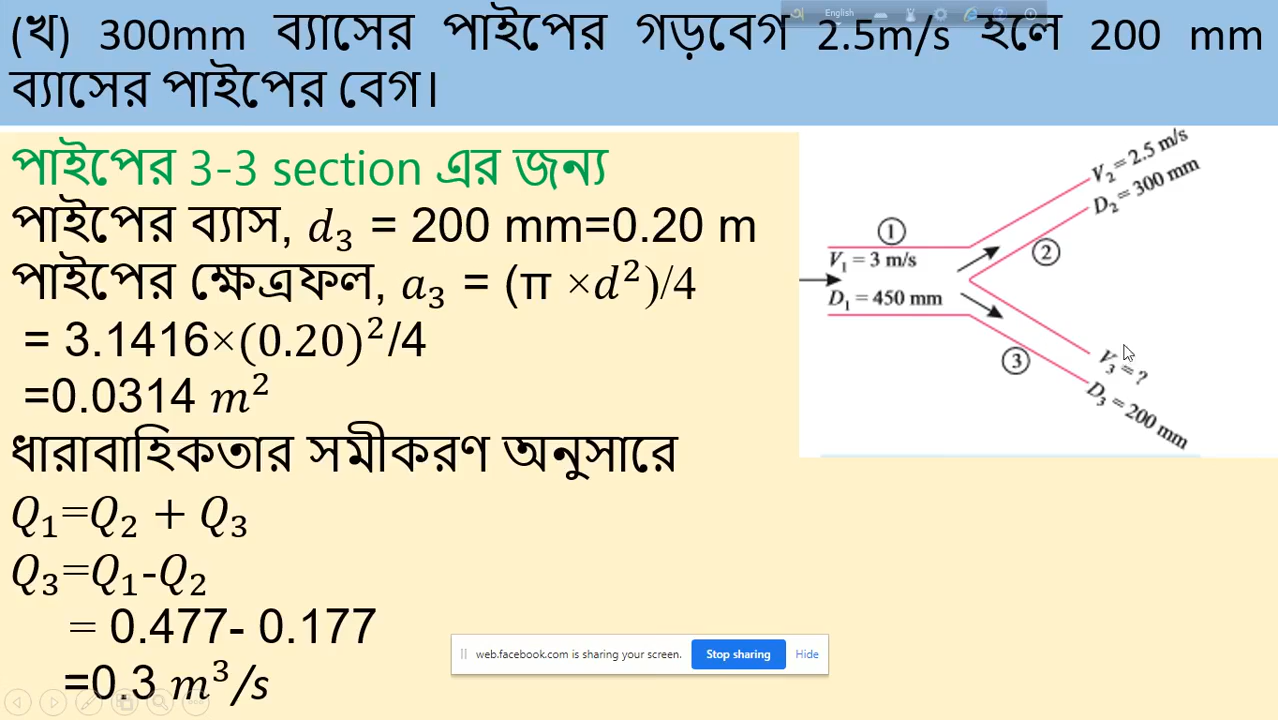 অ English
(খ) 300mm ব্যাসের পাইপের গড়বেগ 2.5m/s হলে 200 mm
ব্যাসের পাইপের বেগ।
পাইপের 3-3 section এর জন্য
পাইপের ব্যাস, d₃ = 200 mm=0.20 m
পাইপের ক্ষেত্রফল, a₃ = (π ×d²)/4
= 3.1416×(0.20)²/4
=0.0314 m²
ধারাবাহিকতার সমীকরণ অনুসারে
Q₁=Q₂ + Q₃
Q₃=Q₁-Q₂
= 0.477- 0.177
=0.3 m³/s
V₂ = 2.5 m/s
D₂ = 300 mm
①
②
V₁ = 3 m/s
D₁ = 450 mm
③
V₃ = ?
D₃ = 200 mm
web.facebook.com is sharing your screen. Stop sharing Hide